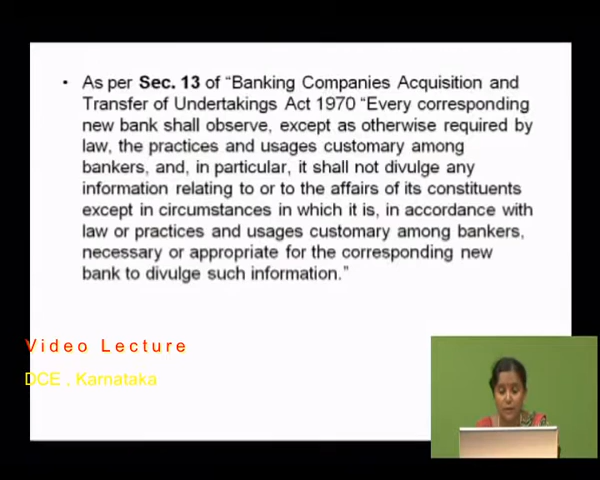 • As per Sec. 13 of “Banking Companies Acquisition and
Transfer of Undertakings Act 1970 “Every corresponding
new bank shall observe, except as otherwise required by
law, the practices and usages customary among
bankers, and, in particular, it shall not divulge any
information relating to or to the affairs of its constituents
except in circumstances in which it is, in accordance with
law or practices and usages customary among bankers,
necessary or appropriate for the corresponding new
bank to divulge such information.”
Video Lecture
DCE , Karnataka